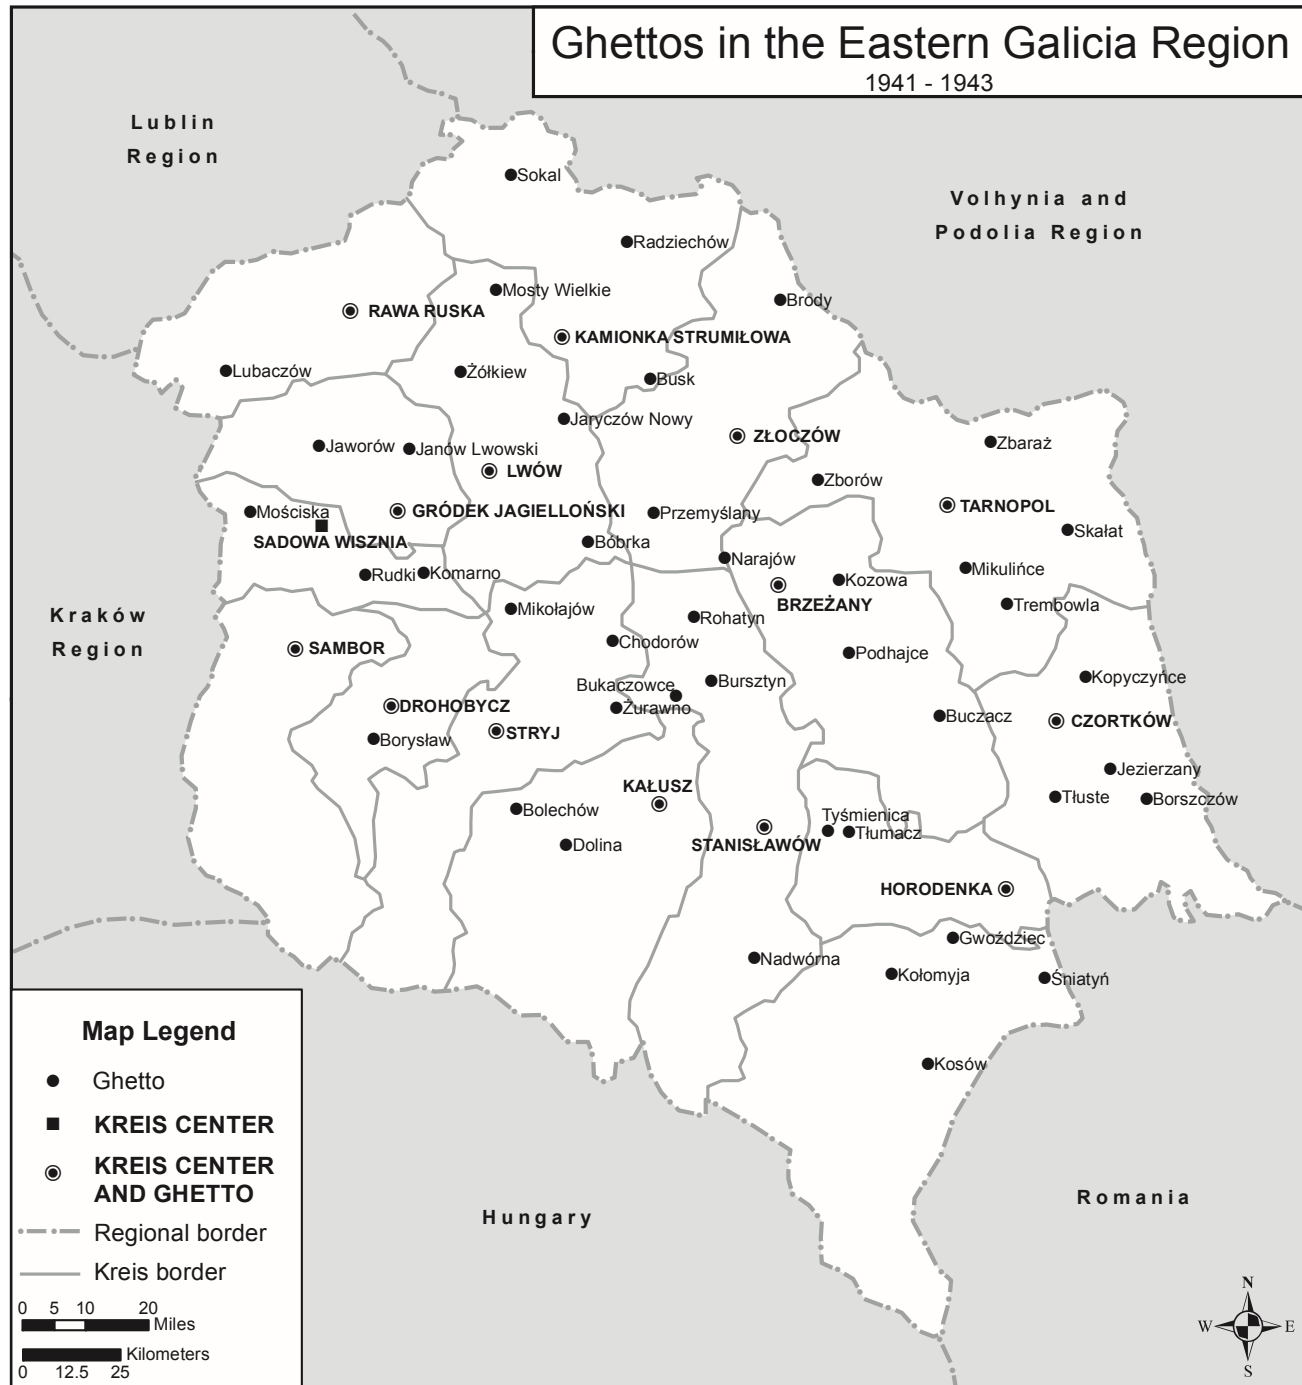 Ghettos in the Eastern Galicia Region
1941 - 1943
Lublin
Region
Volhynia and
Podolia Region
Sokal
Radziechów
Mosty Wielkie
Brody
RAWA RUSKA
KAMIONKA STRUMIŁOWA
Lubaczów
Żółkiew
Busk
Jaryczów Nowy
ZŁOCZÓW
Zbaraż
Jaworów
Janów Lwowski
LWÓW
Zborów
TARNOPOL
Mościska
GRÓDEK JAGIELLOŃSKI
Przemyślany
Skałat
SADOWA WISZNIA
Bóbrka
Narajów
Mikulińce
Rudki
Komarno
Kozowa
BRZEŻANY
Trembowla
Kraków
Region
Mikołajów
Rohatyn
SAMBOR
Chodorów
Podhajce
Kopyczyńce
Bukaczowce
Bursztyn
DROHOBYCZ
Żurawno
Buczacz
CZORTKÓW
Borysław
STRYJ
Jezierzany
KAŁUSZ
Tłuste
Borszczów
Bolechów
Tyśmienica
Tłumacz
Dolina
STANISŁAWÓW
HORODENKA
Gwoździec
Nadwórna
Kołomyja
Śniatyń
Kosów
Hungary
Romania
Map Legend
Ghetto
KREIS CENTER
KREIS CENTER
AND GHETTO
Regional border
Kreis border
0 5 10 20
Miles
Kilometers
0 12.5 25
N
W E
S